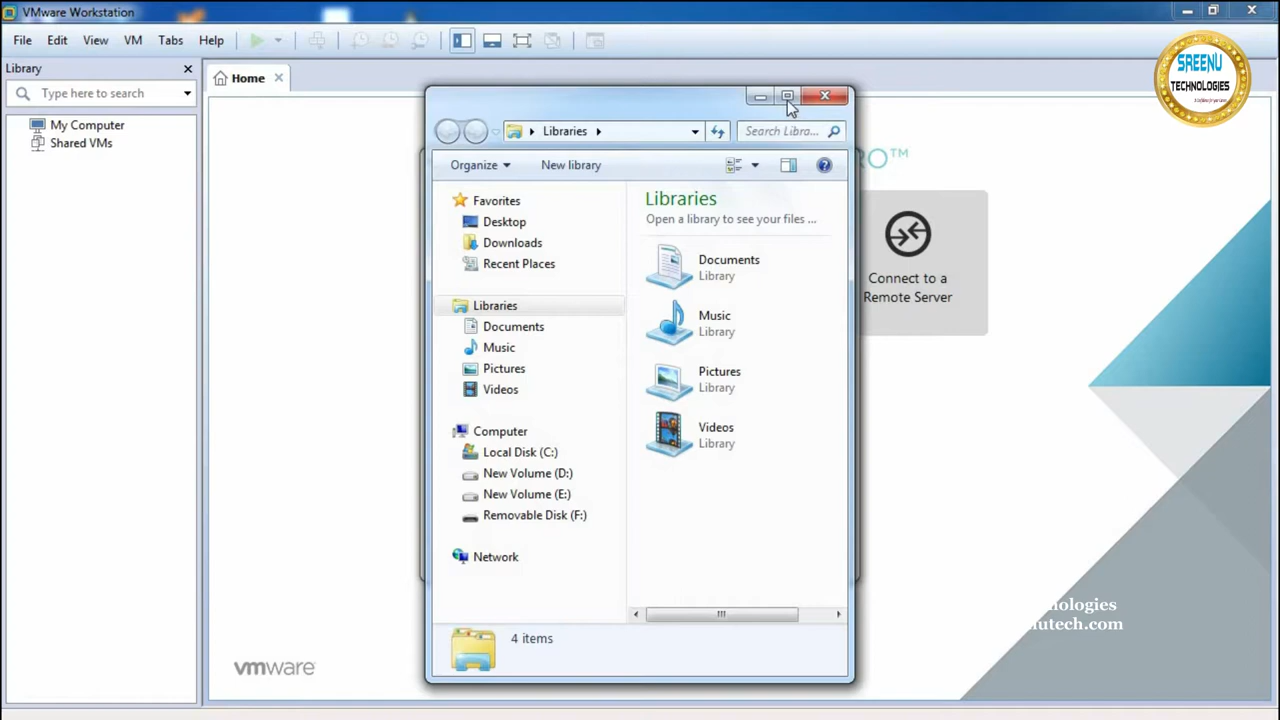 VMware Workstation
File Edit View VM Tabs Help
Library
Home
Type here to search
My Computer
Shared VMs
SREENU
TECHNOLOGIES
RO™
Connect to a
Remote Server
Libraries
Search Libra...
Organize
New library
Favorites
Desktop
Downloads
Recent Places
Libraries
Documents
Music
Pictures
Videos
Computer
Local Disk (C:)
New Volume (D:)
New Volume (E:)
Removable Disk (F:)
Network
Libraries
Open a library to see your files ...
Documents
Library
Music
Library
Pictures
Library
Videos
Library
4 items
vmware
nologies
utech.com